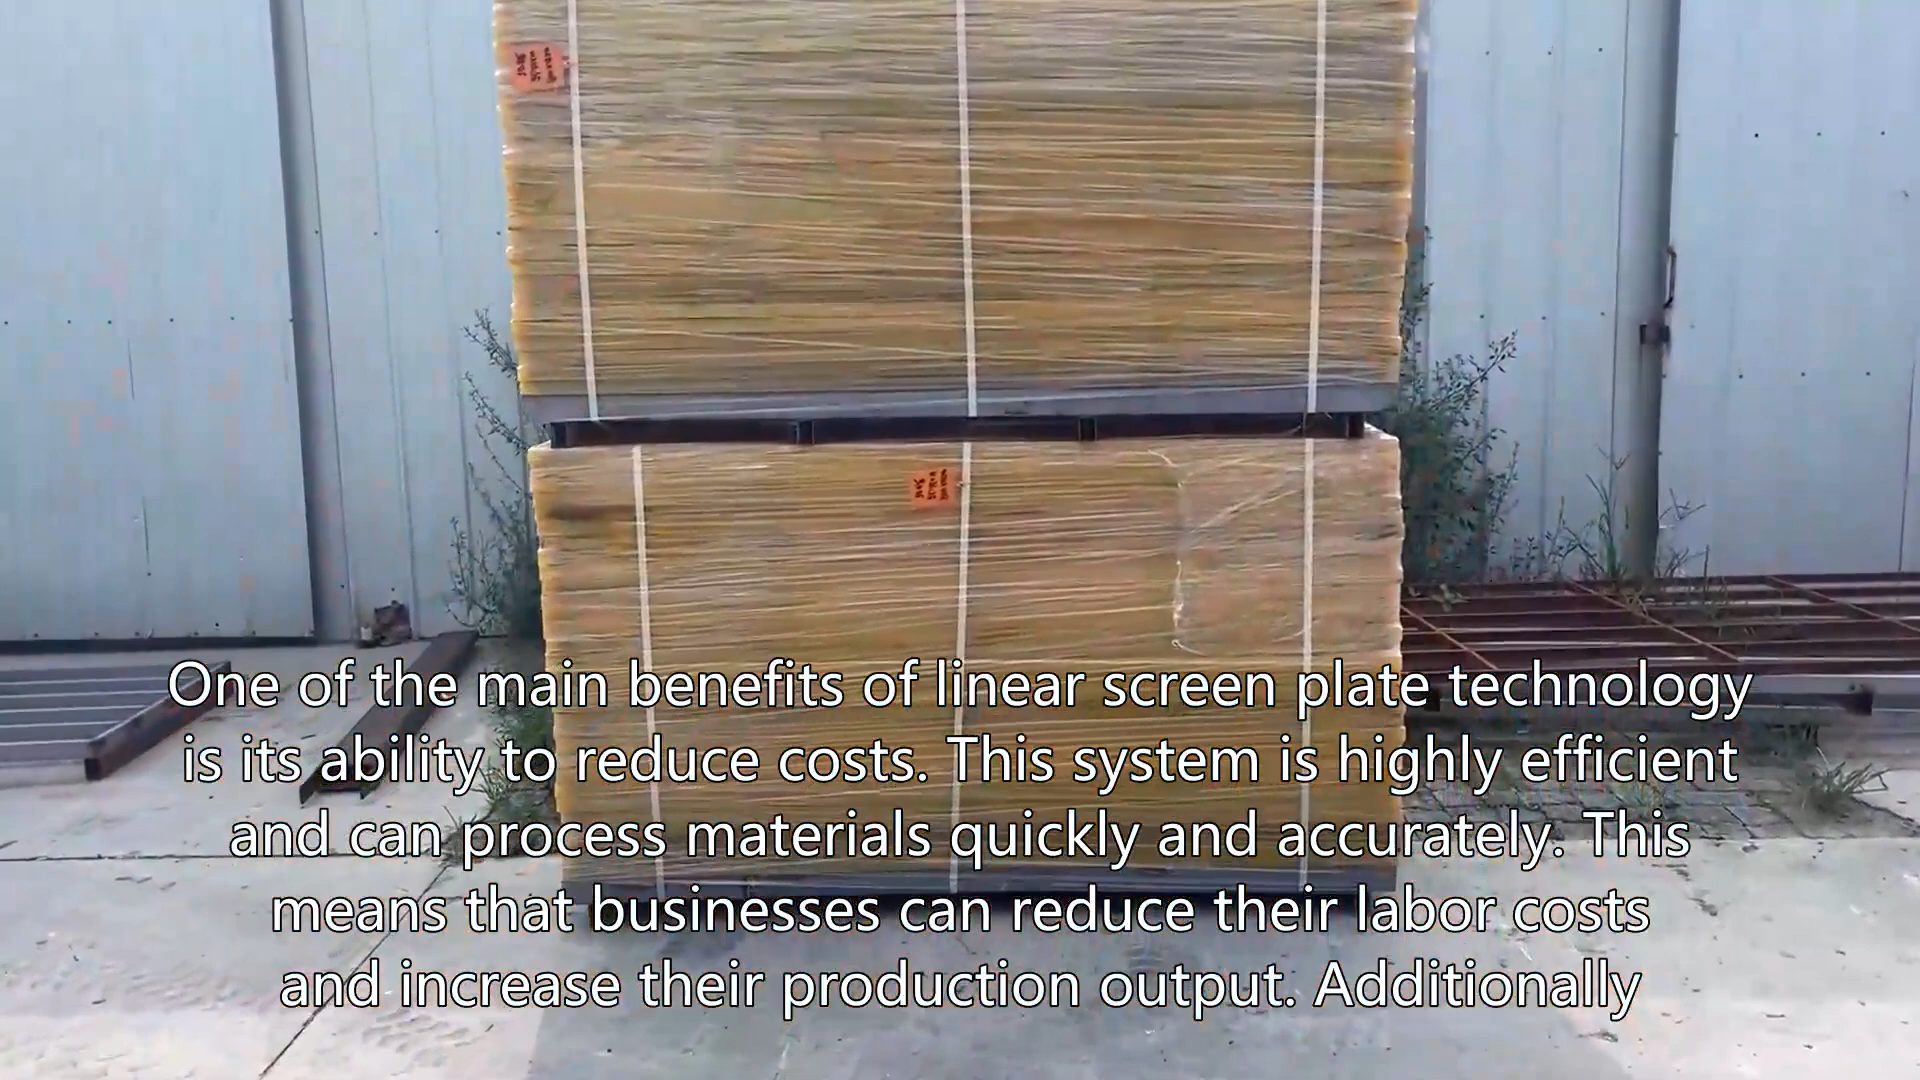 One of the main benefits of linear screen plate technology
is its ability to reduce costs. This system is highly efficient
and can process materials quickly and accurately. This
means that businesses can reduce their labor costs
and increase their production output. Additionally